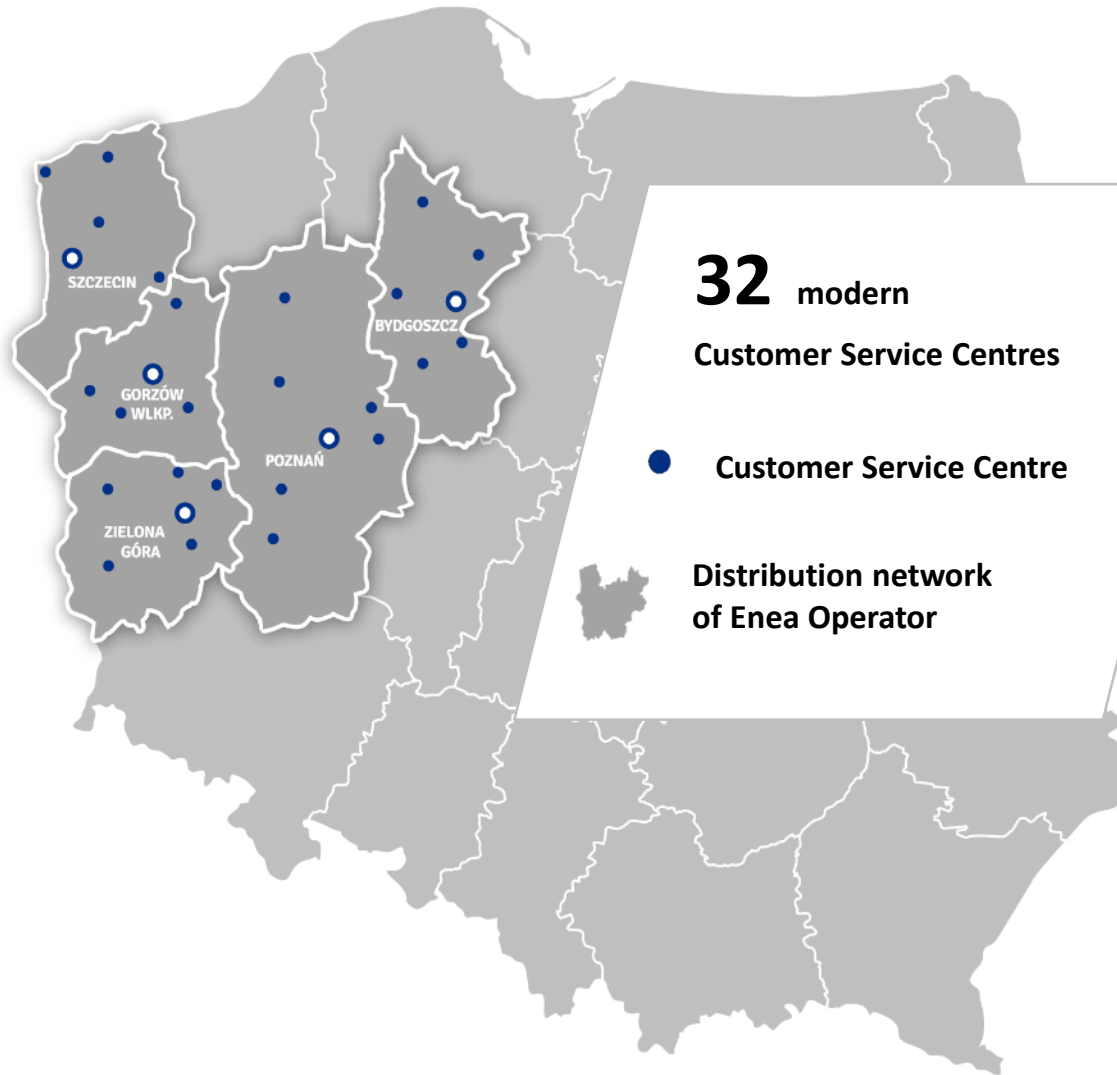 SZCZECIN
BYDGOSZCZ
GORZÓW
WLKP.
POZNAŃ
ZIELONA
GÓRA
32 modern
Customer Service Centres
Customer Service Centre
Distribution network
of Enea Operator